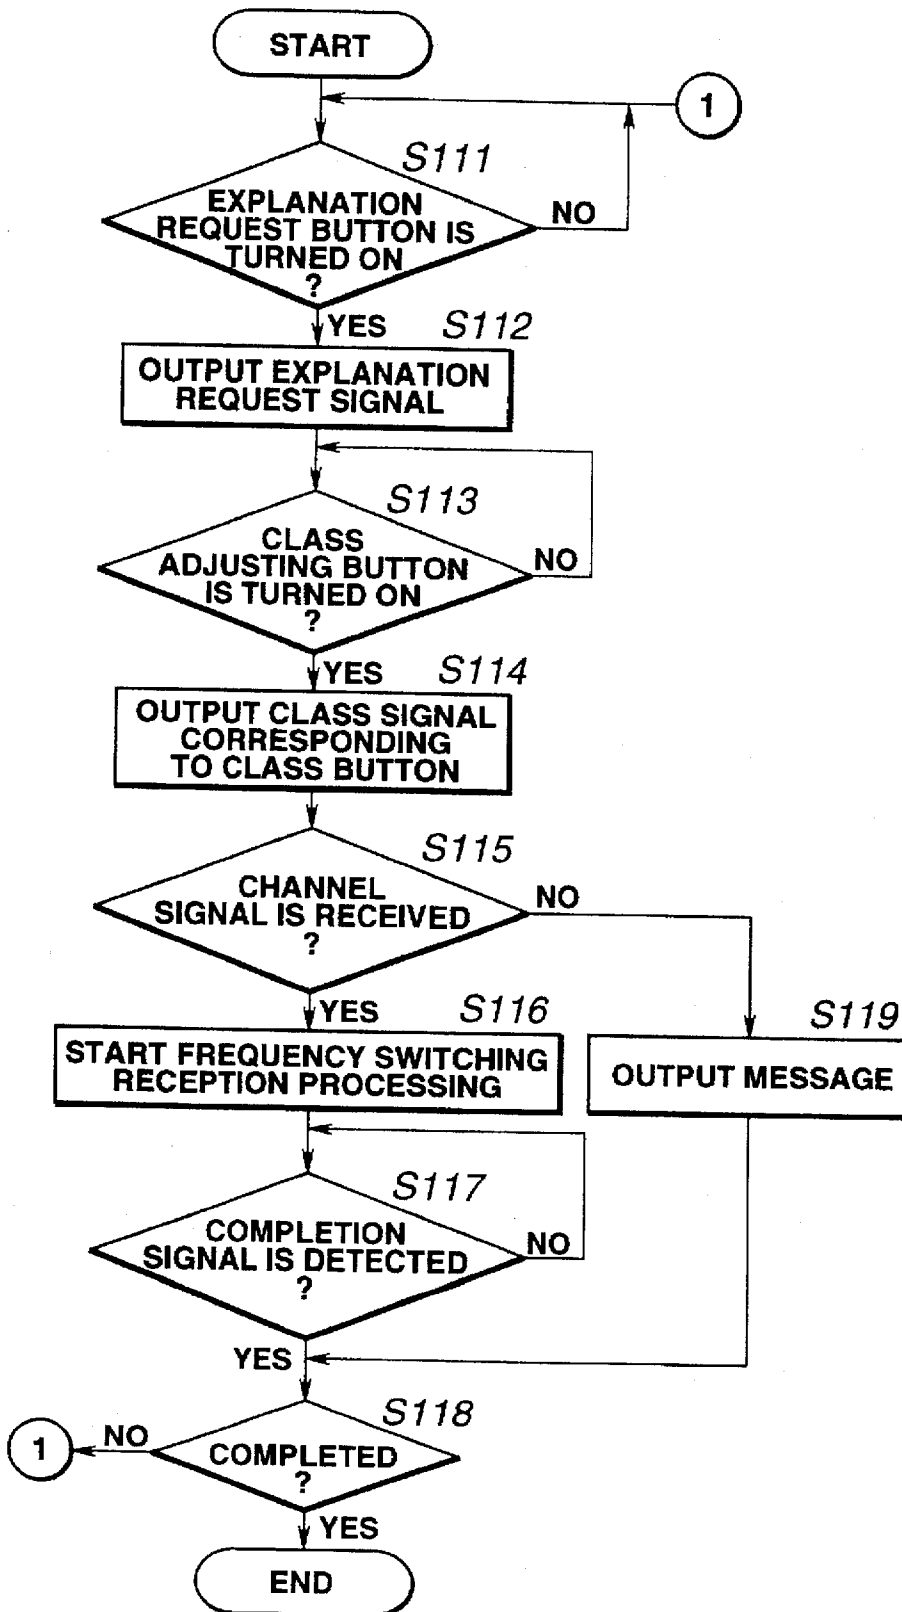 START
1
S111
EXPLANATION
REQUEST BUTTON IS
TURNED ON
?
NO
YES
S112
OUTPUT EXPLANATION
REQUEST SIGNAL
S113
CLASS
ADJUSTING BUTTON
IS TURNED ON
?
NO
YES
S114
OUTPUT CLASS SIGNAL
CORRESPONDING
TO CLASS BUTTON
S115
CHANNEL
SIGNAL IS RECEIVED
?
NO
YES
S116
START FREQUENCY SWITCHING
RECEPTION PROCESSING
S119
OUTPUT MESSAGE
S117
COMPLETION
SIGNAL IS DETECTED
?
NO
YES
S118
COMPLETED
?
NO
1
YES
END